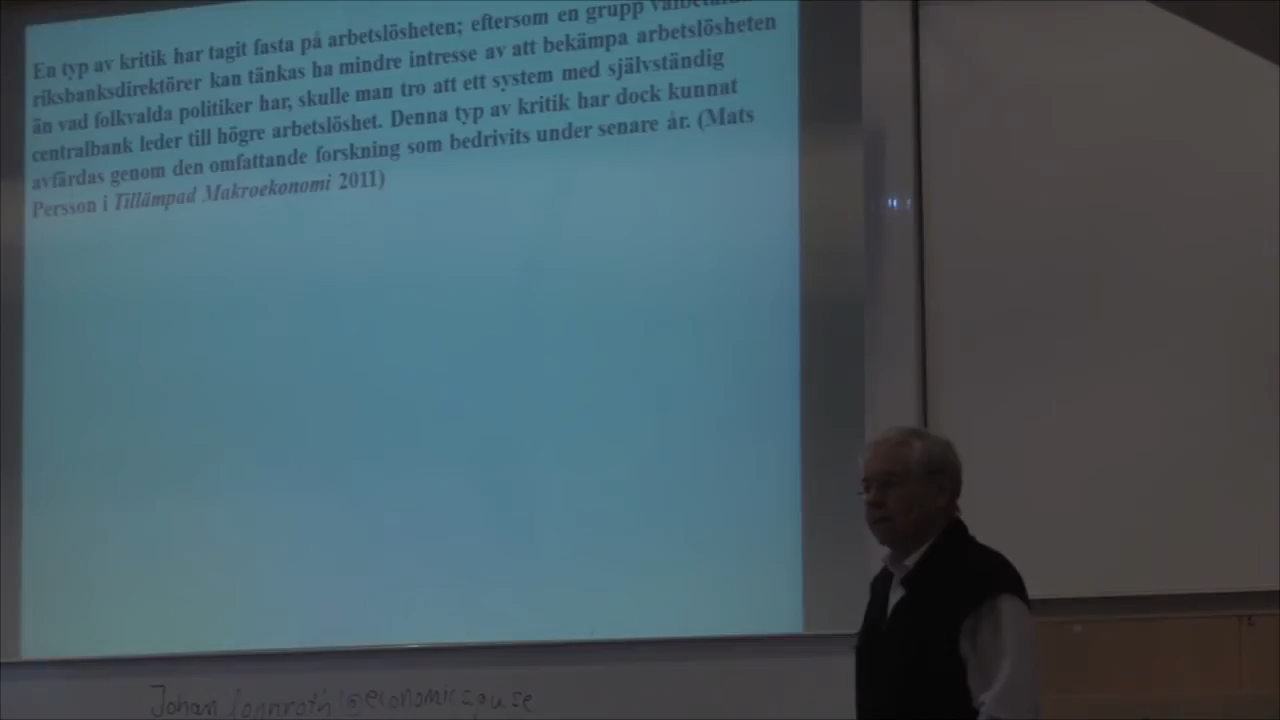 En typ av kritik har tagit fasta på arbetslösheten; eftersom en grupp
riksbanksdirektörer kan tänkas ha mindre intresse av att bekämpa arbetslösheten
än vad folkvalda politiker har, skulle man tro att ett system med självständig
centralbank leder till högre arbetslöshet. Denna typ av kritik har dock kunnat
avfärdas genom den omfattande forskning som bedrivits under senare år. (Mats
Persson i Tillämpad Makroekonomi 2011)
Johan